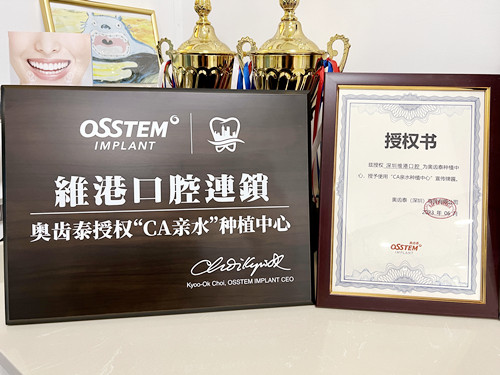 OSSTEM
IMPLANT
維港口腔連鎖
奥齿泰授权“CA亲水”种植中心
Kyoo-Ok Choi, OSSTEM IMPLANT CEO
授权书
兹授权 深圳维港口腔 为奥齿泰种植中
心，授予使用“CA亲水种植中心”宣传牌匾。
奥齿泰（深圳）
OSSTEM
IMPLANT